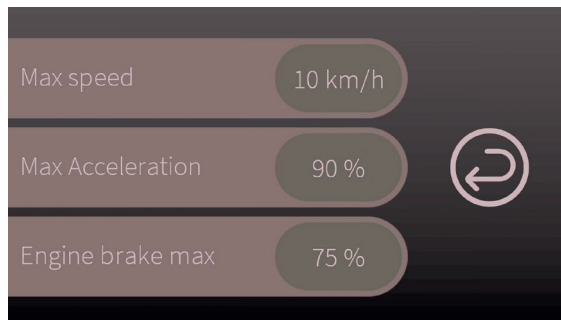 Max speed 10 km/h
Max Acceleration 90 %
Engine brake max 75 %